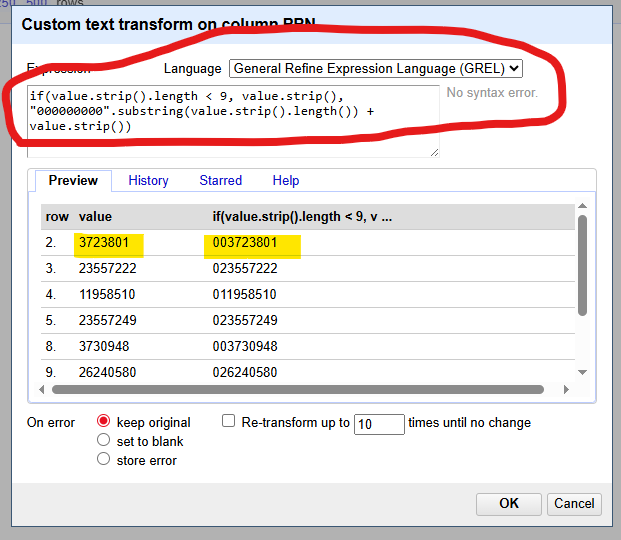 250 500 rows
Custom text transform on column PPN
Expression Language General Refine Expression Language (GREL)
if(value.strip().length < 9, value.strip(),
"000000000".substring(value.strip().length()) +
value.strip())
No syntax error.
Preview History Starred Help
row value if(value.strip().length < 9, v ...
2. 3723801 003723801
3. 23557222 023557222
4. 11958510 011958510
5. 23557249 023557249
8. 3730948 003730948
9. 26240580 026240580
On error keep original Re-transform up to 10 times until no change
set to blank
store error
OK Cancel